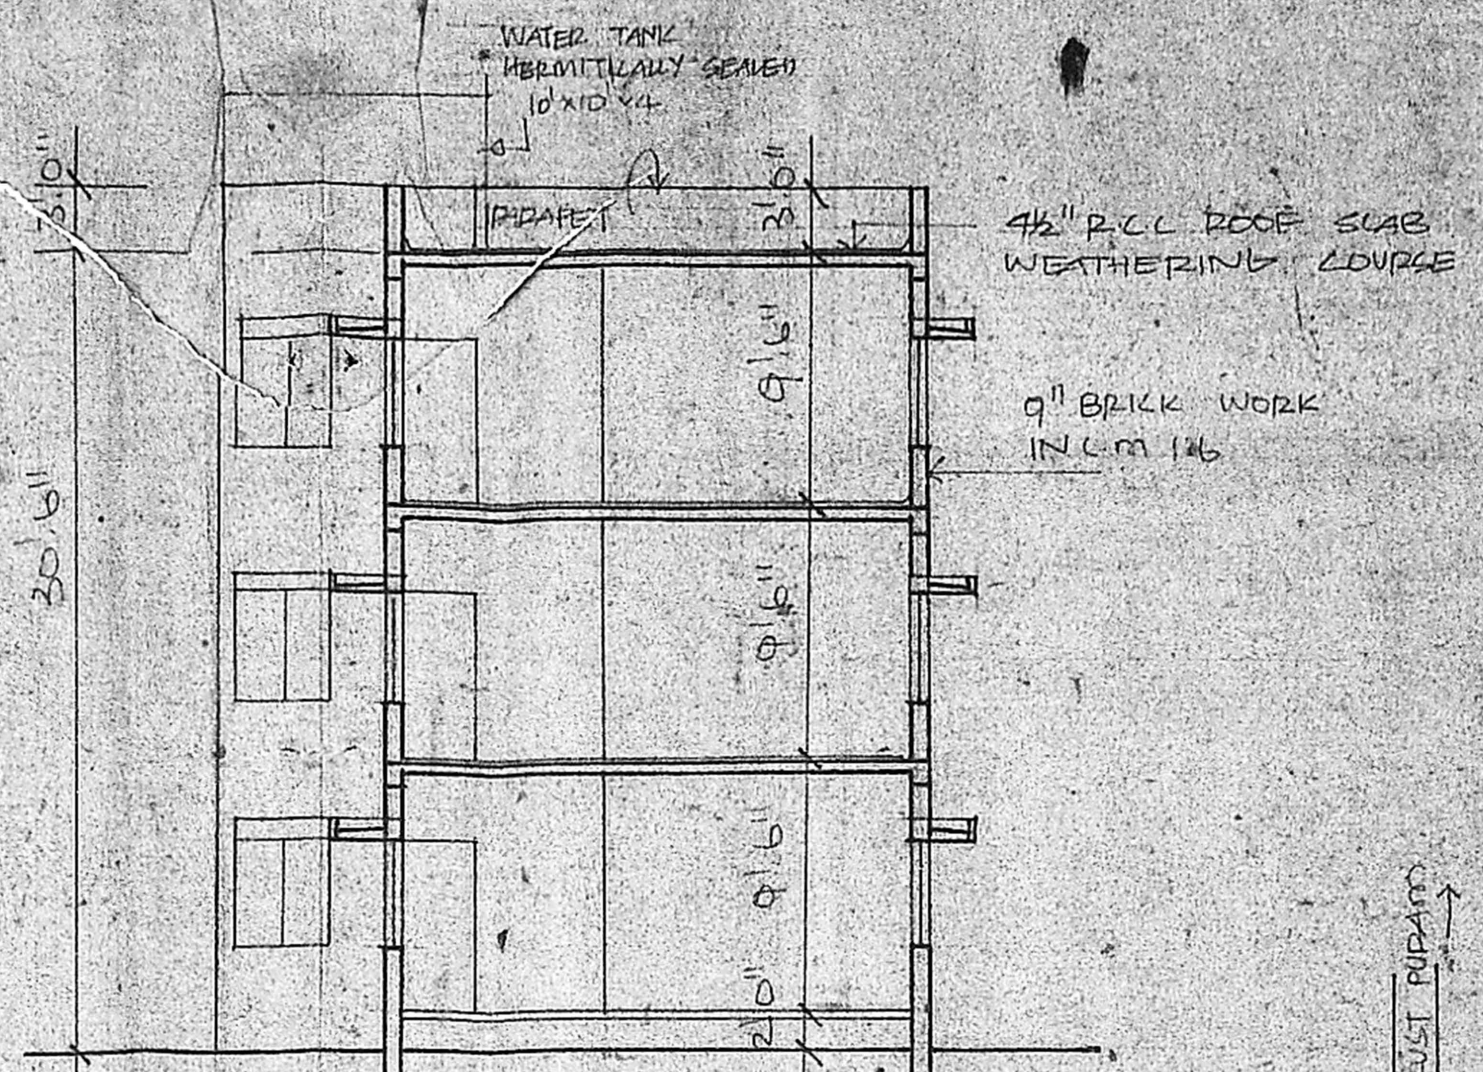 WATER TANK
HERMITICALLY SEALED
10'X10'X4
3'.0"
3'.0"
PARAPET
4½" R.C.C ROOF SLAB
WEATHERING COURSE
9'.6"
9" BRICK WORK
IN C.M 1:6
30'.6"
9'.6"
9'.6"
2'.0"
UST PURAM